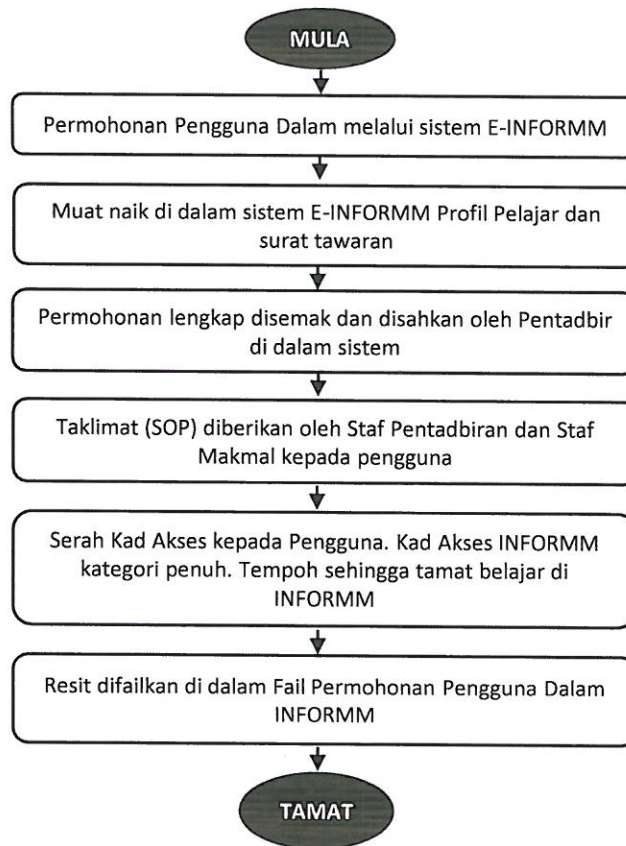 MULA
Permohonan Pengguna Dalam melalui sistem E-INFORMM
Muat naik di dalam sistem E-INFORMM Profil Pelajar dan
surat tawaran
Permohonan lengkap disemak dan disahkan oleh Pentadbir
di dalam sistem
Taklimat (SOP) diberikan oleh Staf Pentadbiran dan Staf
Makmal kepada pengguna
Serah Kad Akses kepada Pengguna. Kad Akses INFORMM
kategori penuh. Tempoh sehingga tamat belajar di
INFORMM
Resit difailkan di dalam Fail Permohonan Pengguna Dalam
INFORMM
TAMAT